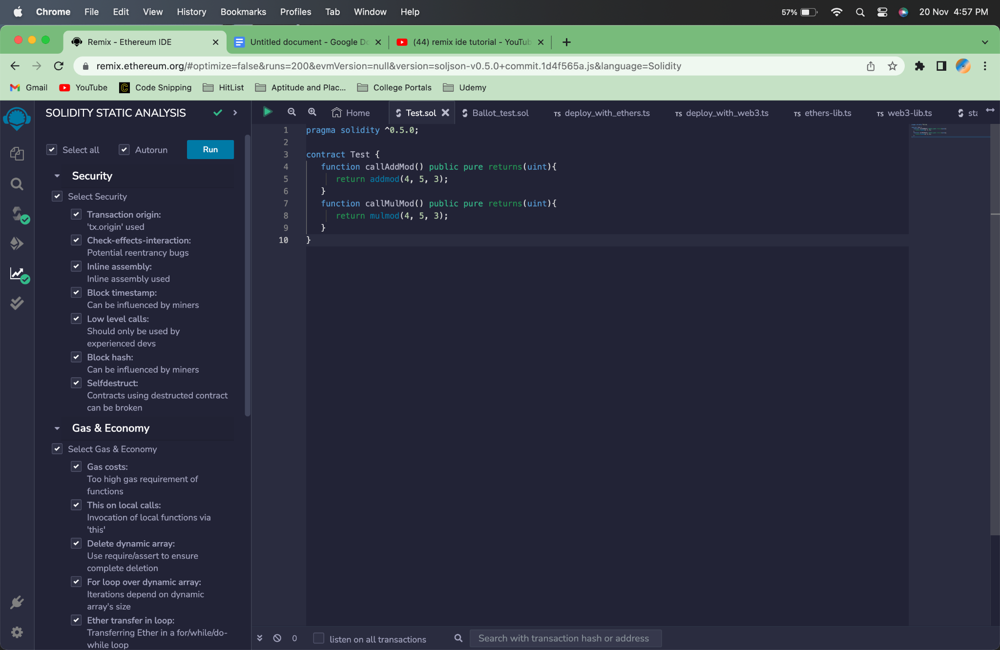 Chrome File Edit View History Bookmarks Profiles Tab Window Help 57% 20 Nov 4:57 PM
Remix - Ethereum IDE Untitled document - Google Do (44) remix ide tutorial - YouTub
remix.ethereum.org/#optimize=false&runs=200&evmVersion=null&version=soljson-v0.5.0+commit.1d4f565a.js&language=Solidity
Gmail YouTube Code Snipping HitList Aptitude and Plac... College Portals Udemy
SOLIDITY STATIC ANALYSIS
Select all Autorun Run
Security
Select Security
Transaction origin:
'tx.origin' used
Check-effects-interaction:
Potential reentrancy bugs
Inline assembly:
Inline assembly used
Block timestamp:
Can be influenced by miners
Low level calls:
Should only be used by
experienced devs
Block hash:
Can be influenced by miners
Selfdestruct:
Contracts using destructed contract
can be broken
Gas & Economy
Select Gas & Economy
Gas costs:
Too high gas requirement of
functions
This on local calls:
Invocation of local functions via
'this'
Delete dynamic array:
Use require/assert to ensure
complete deletion
For loop over dynamic array:
Iterations depend on dynamic
array's size
Ether transfer in loop:
Transferring Ether in a for/while/do-
while loop
Home Test.sol Ballot_test.sol TS deploy_with_ethers.ts TS deploy_with_web3.ts TS ethers-lib.ts TS web3-lib.ts
1 pragma solidity ^0.5.0;
2
3 contract Test {
4 function callAddMod() public pure returns(uint){
5 return addmod(4, 5, 3);
6 }
7 function callMulMod() public pure returns(uint){
8 return mulmod(4, 5, 3);
9 }
10 }
0 listen on all transactions Search with transaction hash or address